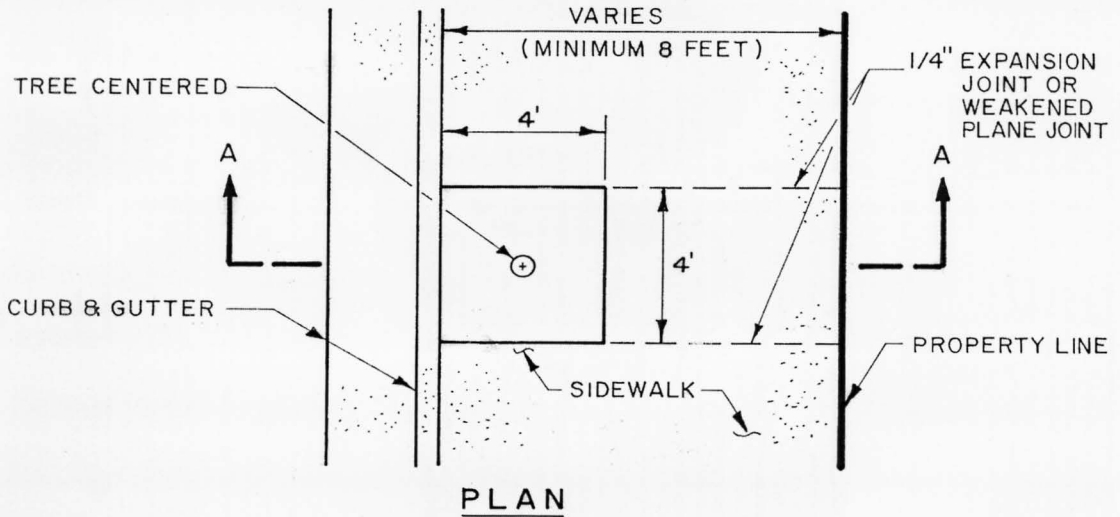 VARIES
(MINIMUM 8 FEET)
1/4" EXPANSION
JOINT OR
WEAKENED
PLANE JOINT
TREE CENTERED
4'
A
A
4'
CURB & GUTTER
PROPERTY LINE
SIDEWALK
PLAN